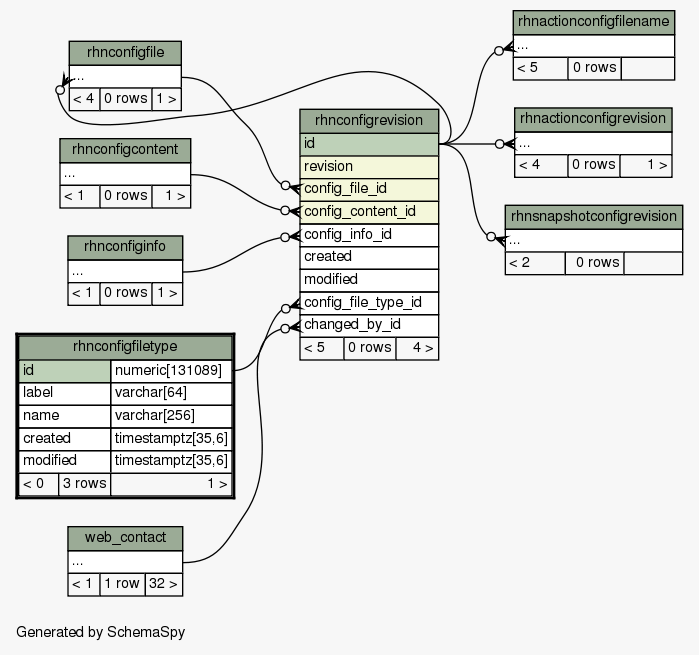 rhnconfigfile
...
< 4 0 rows 1 >
rhnconfigcontent
...
< 1 0 rows 1 >
rhnconfiginfo
...
< 1 0 rows 1 >
rhnconfigfiletype
id numeric[131089]
label varchar[64]
name varchar[256]
created timestamptz[35,6]
modified timestamptz[35,6]
< 0 3 rows 1 >
web_contact
...
< 1 1 row 32 >
rhnconfigrevision
id
revision
config_file_id
config_content_id
config_info_id
created
modified
config_file_type_id
changed_by_id
< 5 0 rows 4 >
rhnactionconfigfilename
...
< 5 0 rows
rhnactionconfigrevision
...
< 4 0 rows 1 >
rhnsnapshotconfigrevision
...
< 2 0 rows
Generated by SchemaSpy